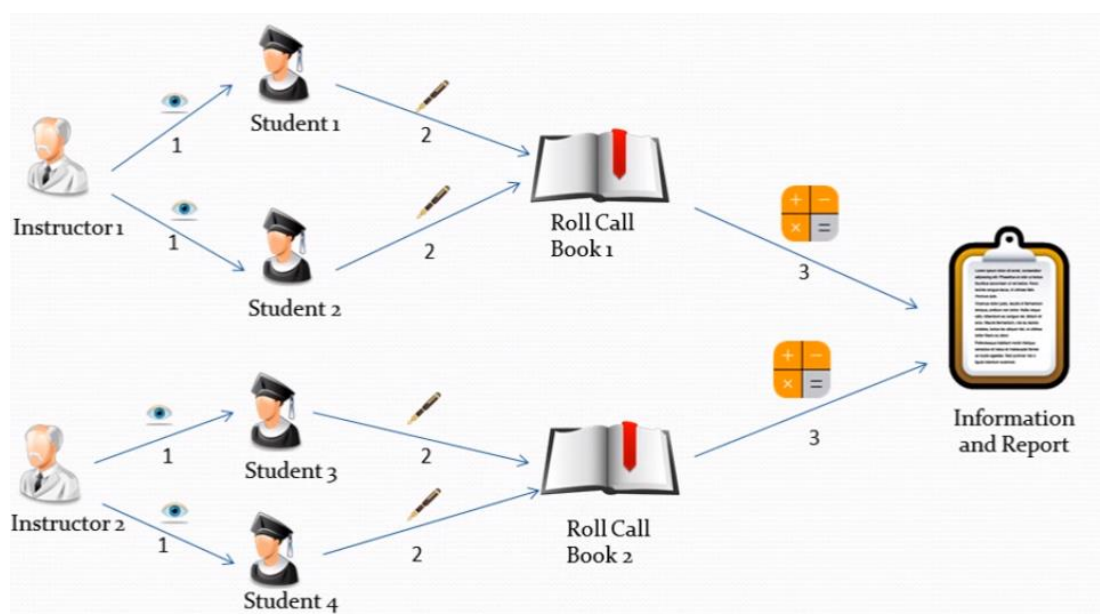 1
Student 1
2
Instructor 1
1
Student 2
2
Roll Call
Book 1
+ −
× =
3
Information
and Report
1
Student 3
2
Instructor 2
1
Student 4
2
Roll Call
Book 2
+ −
× =
3